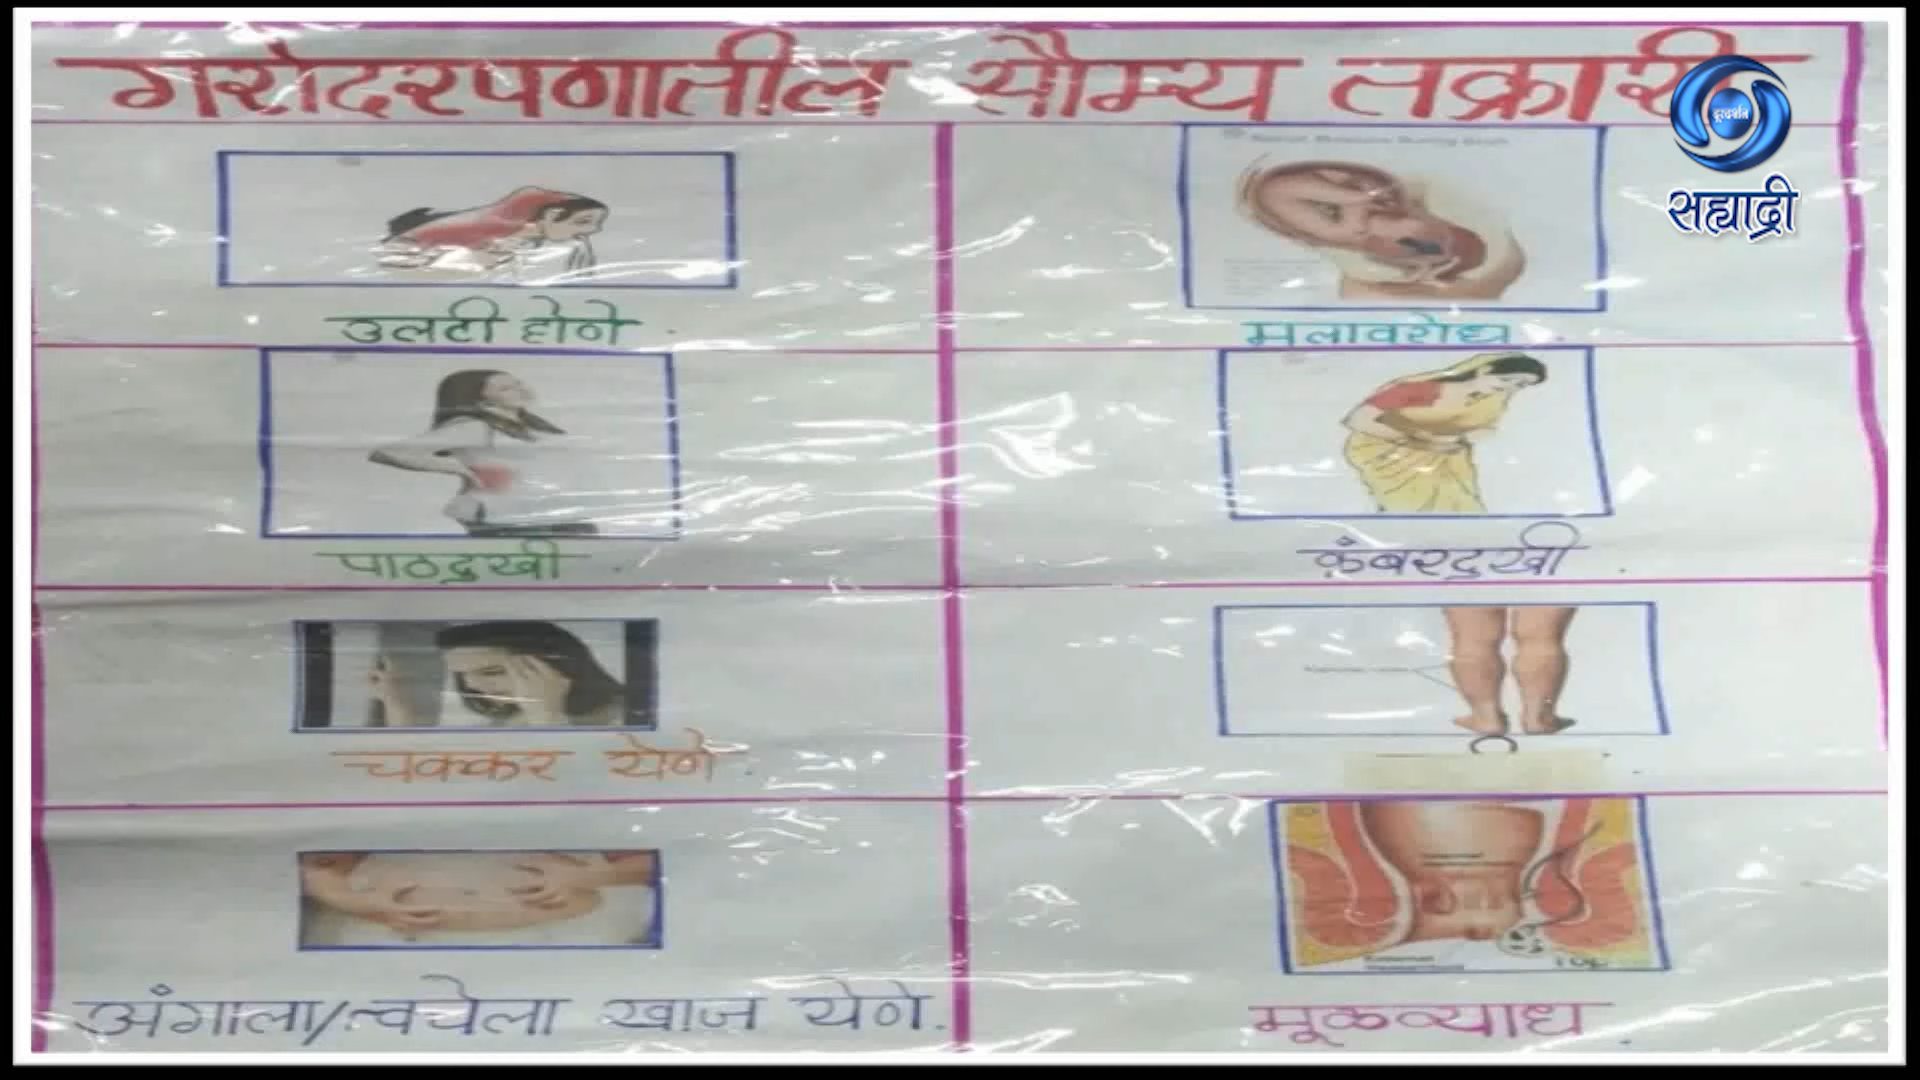 गरोदरपणातील सौम्य तक्रारी
दूरदर्शन
सह्याद्री
उलटी होणे
मलावरोध
पाठदुखी
कंबरदुखी
चक्कर येणे
अंगाला/त्वचेला खाज येणे.
मूळव्याध